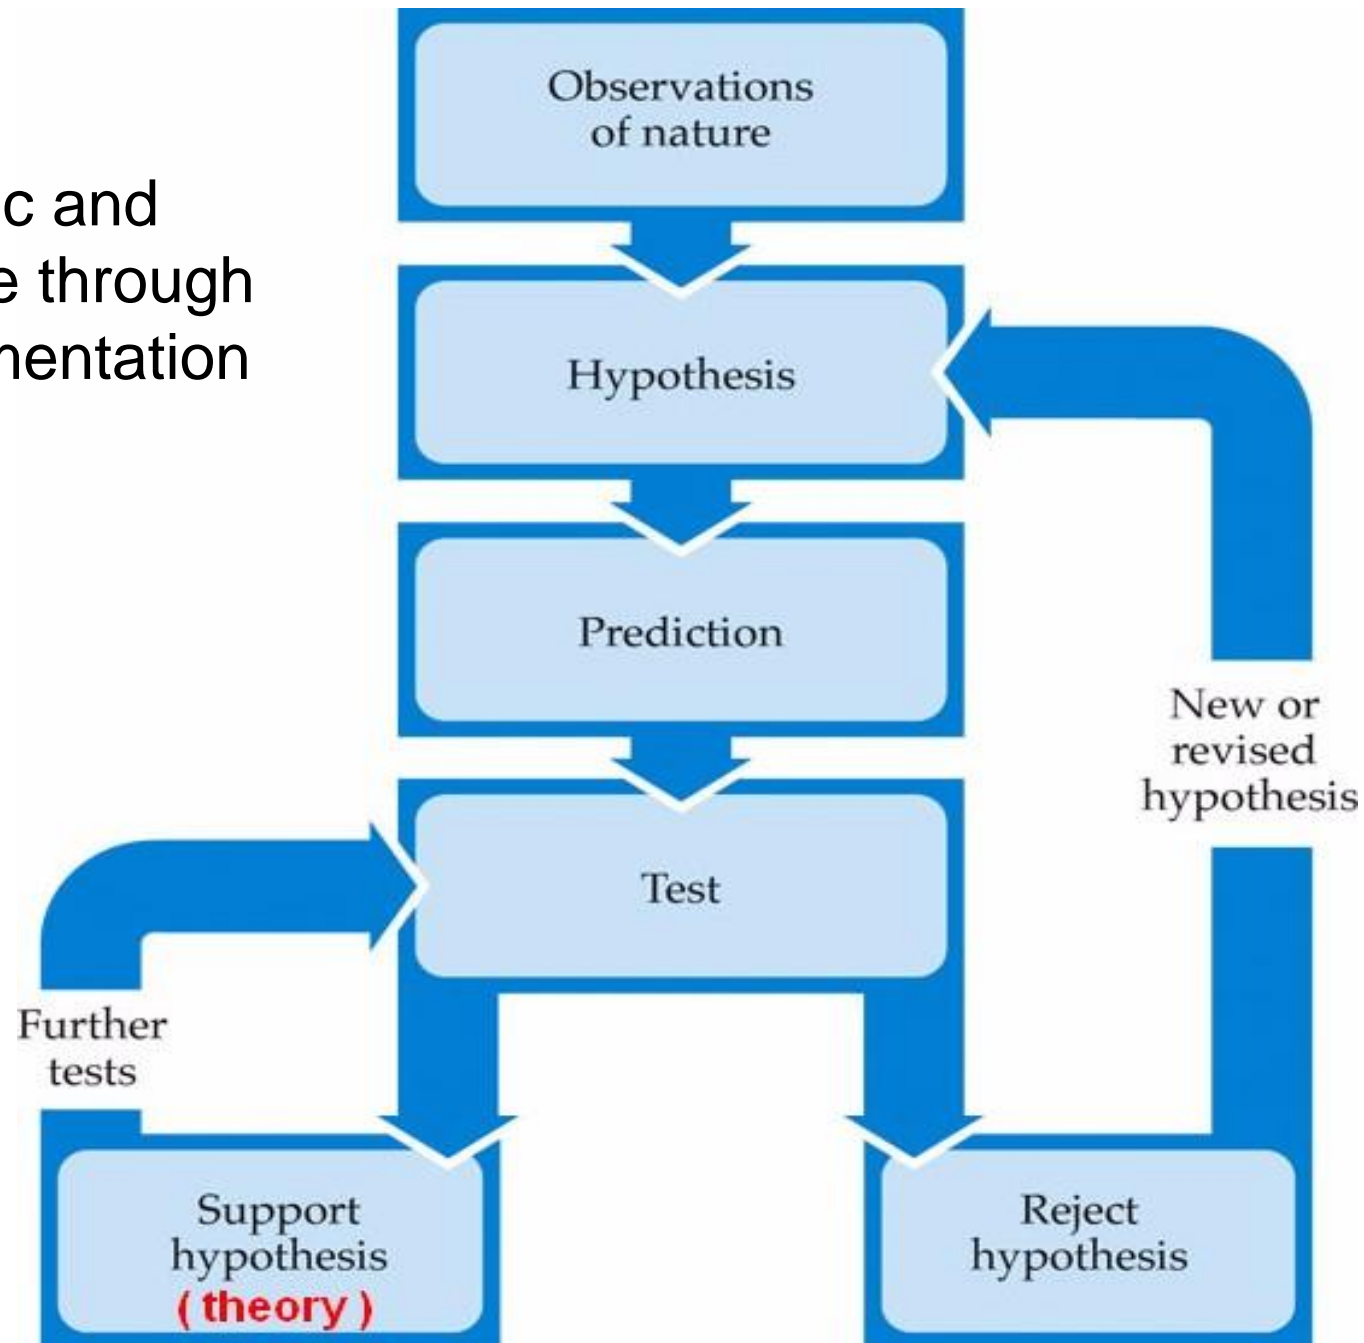 Observations
of nature
c and
e through
mentation
Hypothesis
Prediction
New or
revised
hypothesis
Test
Further
tests
Support
hypothesis
( theory )
Reject
hypothesis